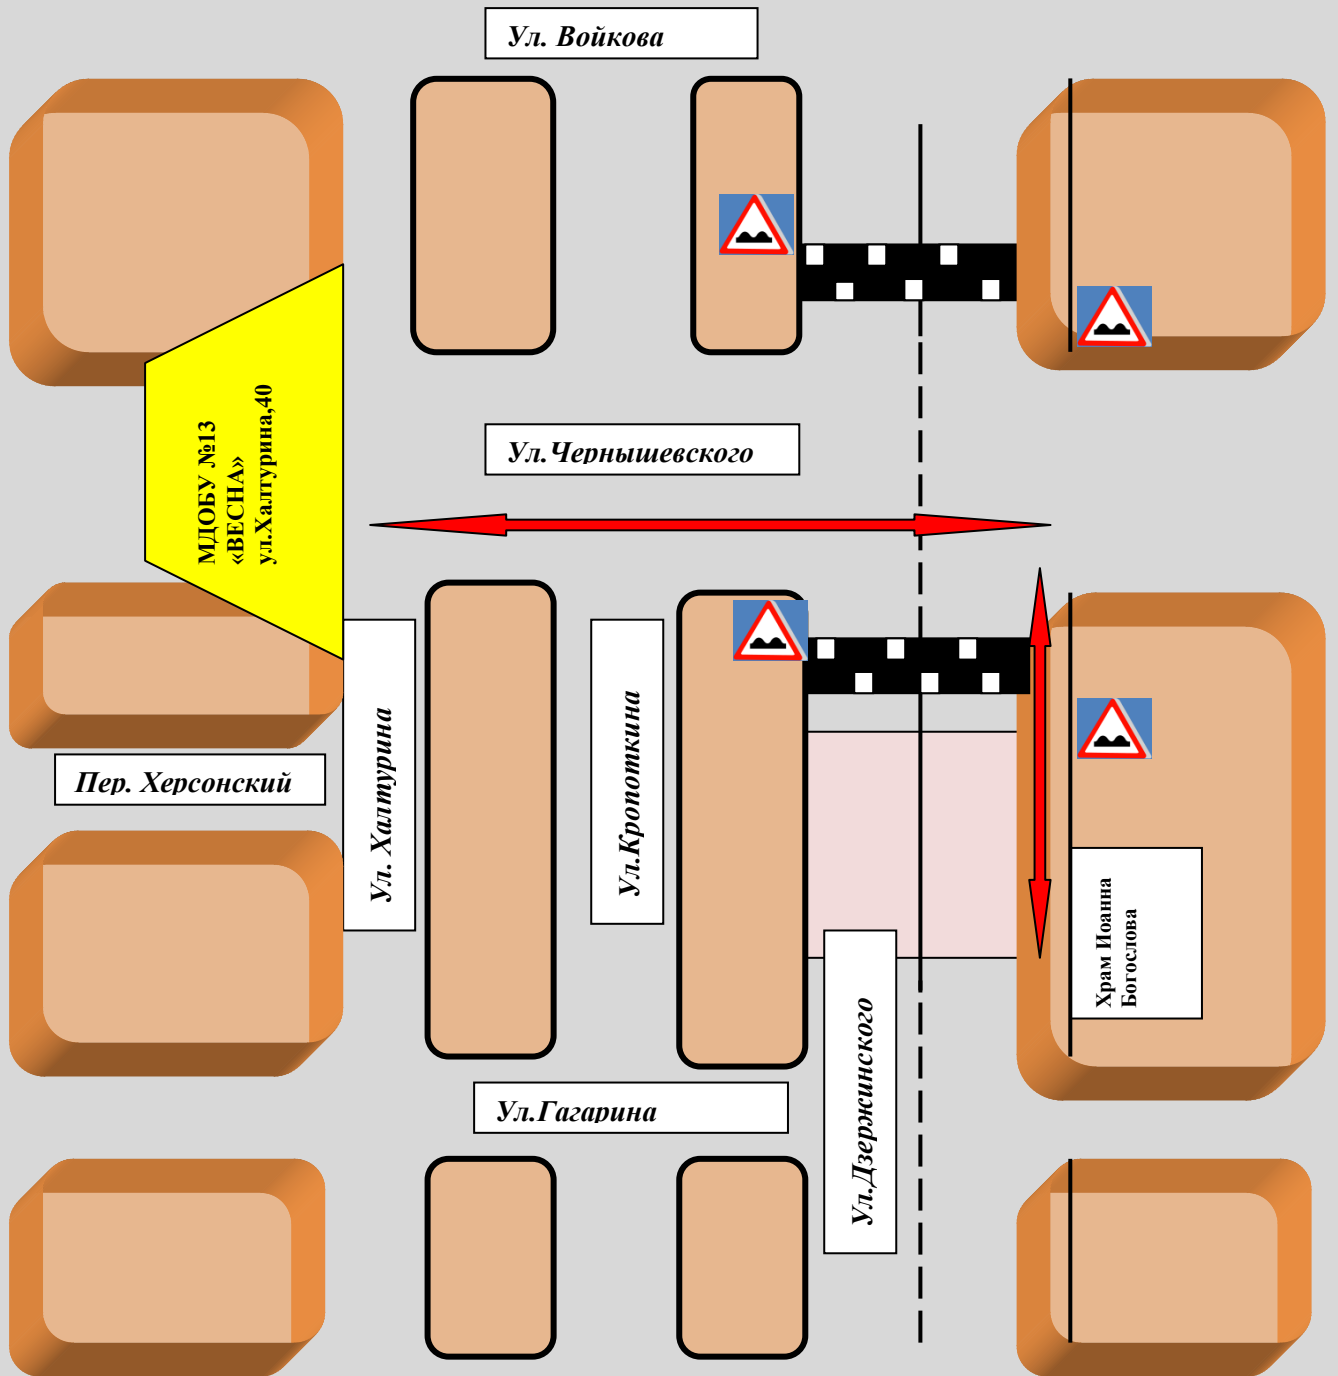 Ул. Войкова
МДОБУ №13
«ВЕСНА»
ул.Халтурина,40
Ул.Чернышевского
Ул. Халтурина
Ул.Кропоткина
Пер. Херсонский
Храм Иоанна
Богослова
Ул.Дзержинского
Ул.Гагарина